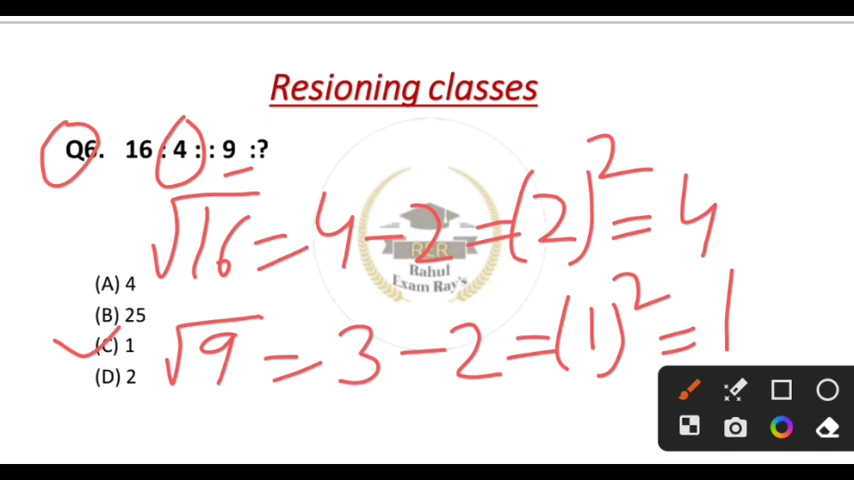 Resioning classes
Q6. 16 : 4 : : 9 :?
√16 = 4 - 2 = (2)² = 4
RER
Rahul
Exam Ray's
(A) 4
(B) 25
(C) 1
(D) 2
√9 = 3 - 2 = (1)² = 1